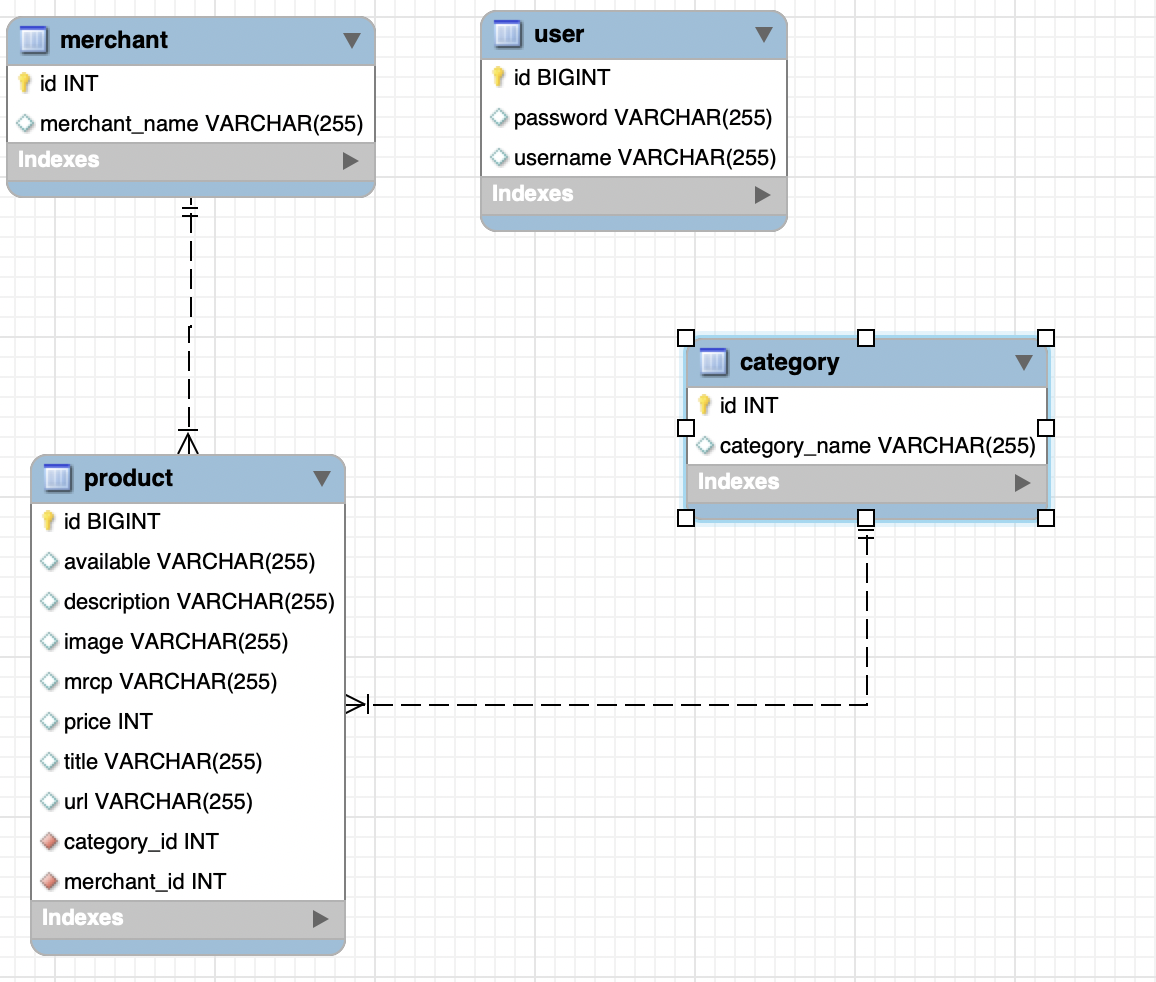 merchant
id INT
merchant_name VARCHAR(255)
Indexes
user
id BIGINT
password VARCHAR(255)
username VARCHAR(255)
Indexes
category
id INT
category_name VARCHAR(255)
Indexes
product
id BIGINT
available VARCHAR(255)
description VARCHAR(255)
image VARCHAR(255)
mrcp VARCHAR(255)
price INT
title VARCHAR(255)
url VARCHAR(255)
category_id INT
merchant_id INT
Indexes